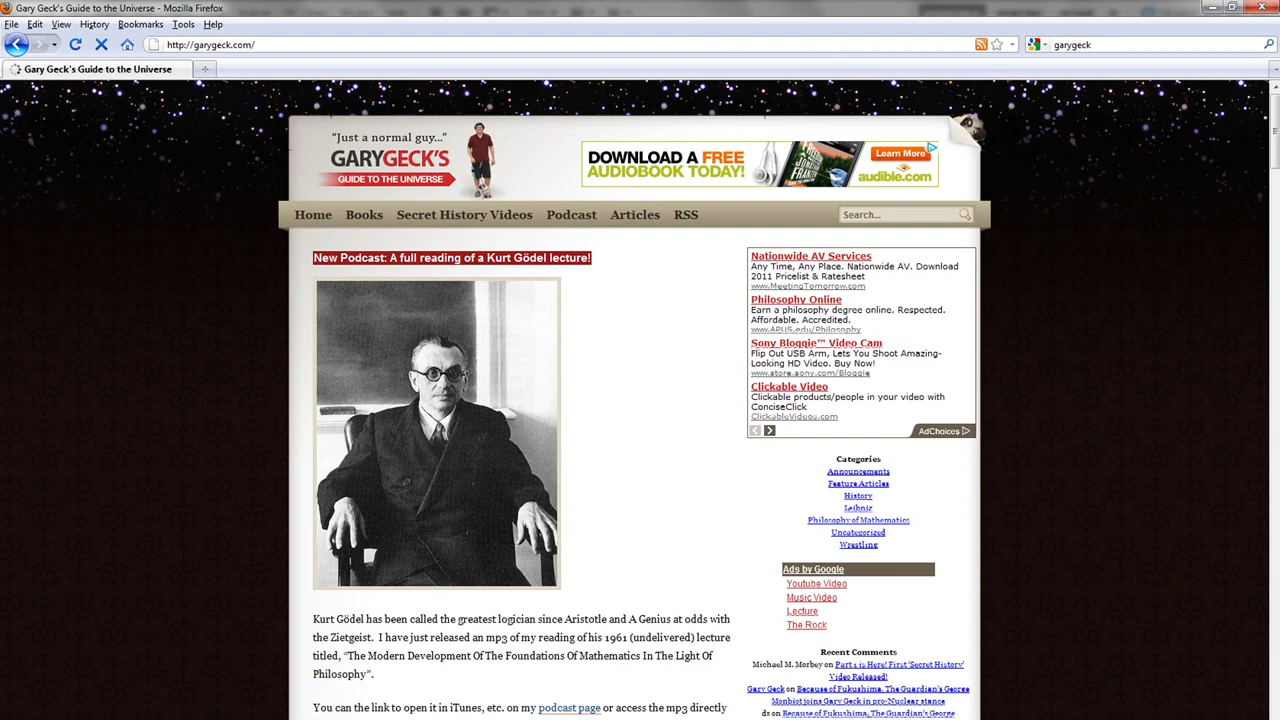 Gary Geck's Guide to the Universe - Mozilla Firefox
File Edit View History Bookmarks Tools Help
http://garygeck.com/
garygeck
Gary Geck's Guide to the Universe
"Just a normal guy..."
GARYGECK'S
GUIDE TO THE UNIVERSE
DOWNLOAD A FREE
AUDIOBOOK TODAY!
Learn More
audible.com
Home Books Secret History Videos Podcast Articles RSS
Search...
New Podcast: A full reading of a Kurt Gödel lecture!
Kurt Gödel has been called the greatest logician since Aristotle and A Genius at odds with
the Zietgeist. I have just released an mp3 of my reading of his 1961 (undelivered) lecture
titled, “The Modern Development Of The Foundations Of Mathematics In The Light Of
Philosophy”.
You can the link to open it in iTunes, etc. on my podcast page or access the mp3 directly
Nationwide AV Services
Any Time, Any Place. Nationwide AV. Download
2011 Pricelist & Ratesheet
www.MeetingTomorrow.com
Philosophy Online
Earn a philosophy degree online. Respected.
Affordable. Accredited.
www.APUS.edu/Philosophy
Sony Bloggie™ Video Cam
Flip Out USB Arm, Lets You Shoot Amazing-
Looking HD Video. Buy Now!
www.store.sony.com/Bloggie
Clickable Video
Clickable products/people in your video with
ConciseClick
ClickableVideos.com
AdChoices
Categories
Announcements
Feature Articles
History
Leibniz
Philosophy of Mathematics
Uncategorized
Wrestling
Ads by Google
Youtube Video
Music Video
Lecture
The Rock
Recent Comments
Michael M. Morbey on Part 1 is Here! First 'Secret History'
Video Released!
Gary Geck on Because of Fukushima, The Guardian's George
Monbiot joins Gary Geck in pro-Nuclear stance
ds on Because of Fukushima, The Guardian's George